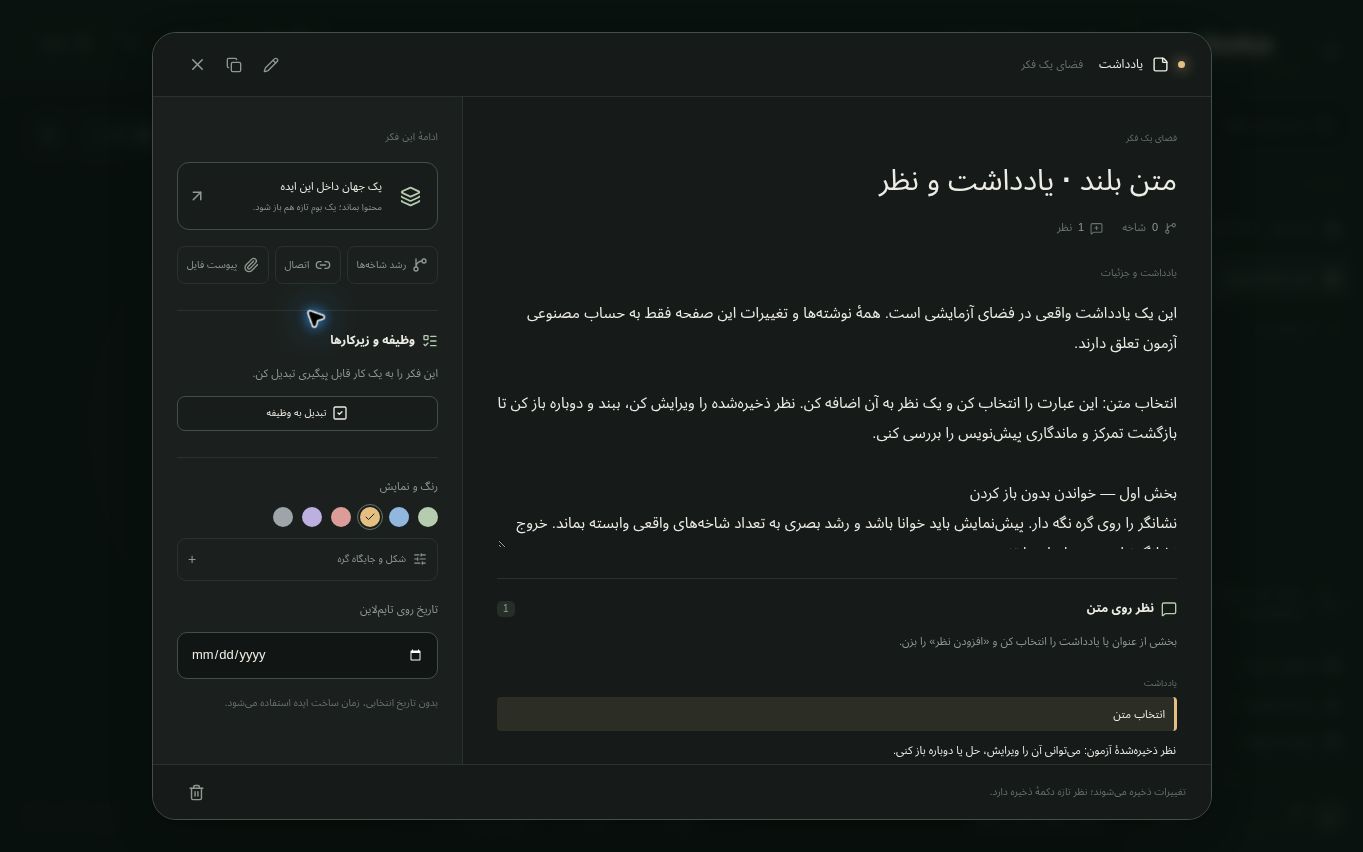 یادداشت فضای یک فکر
فضای یک فکر
متن بلند · یادداشت و نظر
0 شاخه 1 نظر
یادداشت و جزئیات
این یک یادداشت واقعی در فضای آزمایشی است. همهٔ نوشته‌ها و تغییرات این صفحه فقط به حساب مصنوعی
آزمون تعلق دارند.
انتخاب متن: این عبارت را انتخاب کن و یک نظر به آن اضافه کن. نظر ذخیره‌شده را ویرایش کن، ببند و دوباره باز کن تا
بازگشت تمرکز و ماندگاری پیش‌نویس را بررسی کنی.
بخش اول — خواندن بدون باز کردن
نشانگر را روی گره نگه دار. پیش‌نمایش باید خوانا باشد و رشد بصری به تعداد شاخه‌های واقعی وابسته بماند. خروج
نظر روی متن
1
بخشی از عنوان یا یادداشت را انتخاب کن و «افزودن نظر» را بزن.
یادداشت
انتخاب متن
نظر ذخیره‌شدهٔ آزمون: می‌توانی آن را ویرایش، حل یا دوباره باز کنی.
ادامهٔ این فکر
یک جهان داخل این ایده
محتوا بماند؛ یک بوم تازه هم باز شود.
رشد شاخه‌ها
اتصال
پیوست فایل
وظیفه و زیرکارها
این فکر را به یک کار قابل پیگیری تبدیل کن.
تبدیل به وظیفه
رنگ و نمایش
شکل و جایگاه گره +
تاریخ روی تایم‌لاین
mm/dd/yyyy
بدون تاریخ انتخابی، زمان ساخت ایده استفاده می‌شود.
تغییرات ذخیره می‌شوند؛ نظر تازه دکمهٔ ذخیره دارد.